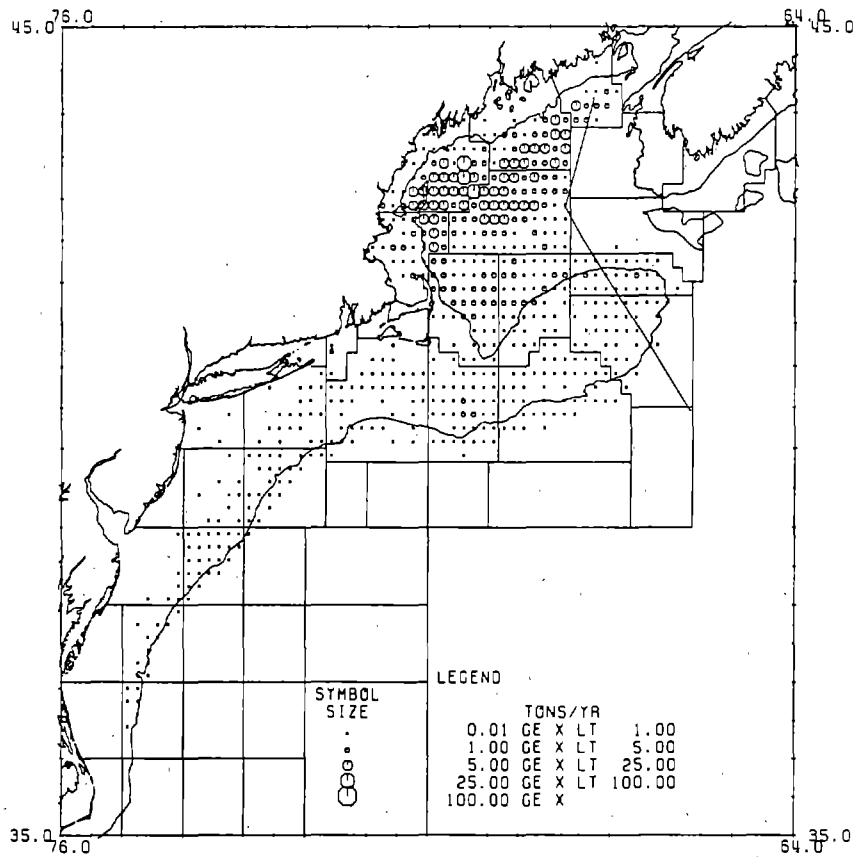 76.0 64.0
45.0 45.0
LEGEND
SYMBOL
SIZE
TONS/YR
0.01 GE X LT 1.00
1.00 GE X LT 5.00
5.00 GE X LT 25.00
25.00 GE X LT 100.00
100.00 GE X
35.0 35.0
76.0 64.0